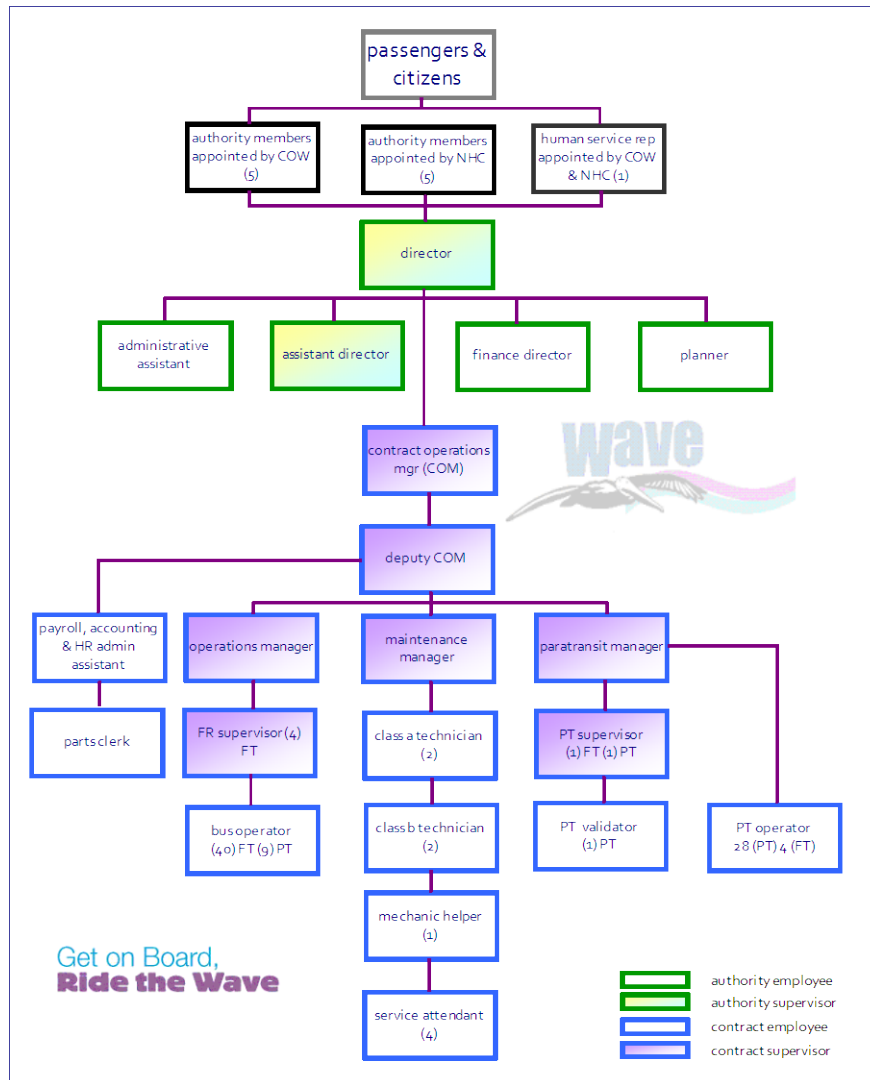 passengers &
citizens
authority members
appointed by COW
(5)
authority members
appointed by NHC
(5)
human service rep
appointed by COW
& NHC (1)
director
administrative
assistant
assistant director
finance director
planner
contract operations
mgr (COM)
wave
deputy COM
payroll, accounting
& HR admin
assistant
operations manager
maintenance
manager
paratransit manager
parts clerk
FR supervisor (4)
FT
class a technician
(2)
PT supervisor
(1) FT (1) PT
bus operator
(40) FT (9) PT
class b technician
(2)
PT validator
(1) PT
PT operator
28 (PT) 4 (FT)
mechanic helper
(1)
service attendant
(4)
Get on Board,
Ride the Wave
authority employee
authority supervisor
contract employee
contract supervisor